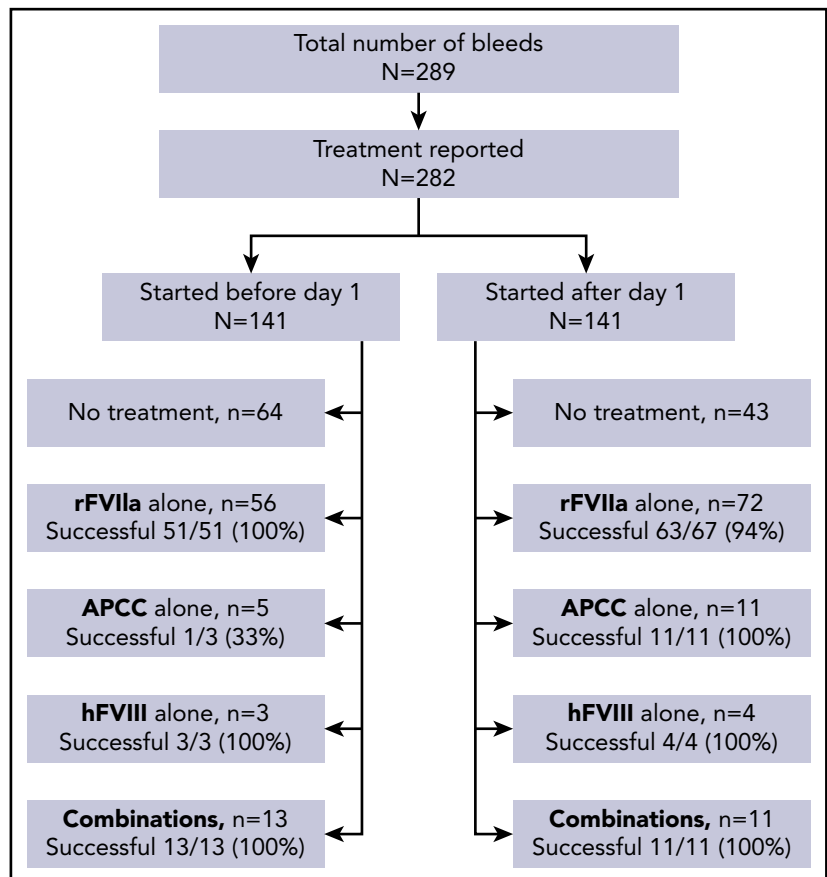 Total number of bleeds
N=289
Treatment reported
N=282
Started before day 1
N=141
Started after day 1
N=141
No treatment, n=64
No treatment, n=43
rFVIIa alone, n=56
Successful 51/51 (100%)
rFVIIa alone, n=72
Successful 63/67 (94%)
APCC alone, n=5
Successful 1/3 (33%)
APCC alone, n=11
Successful 11/11 (100%)
hFVIII alone, n=3
Successful 3/3 (100%)
hFVIII alone, n=4
Successful 4/4 (100%)
Combinations, n=13
Successful 13/13 (100%)
Combinations, n=11
Successful 11/11 (100%)